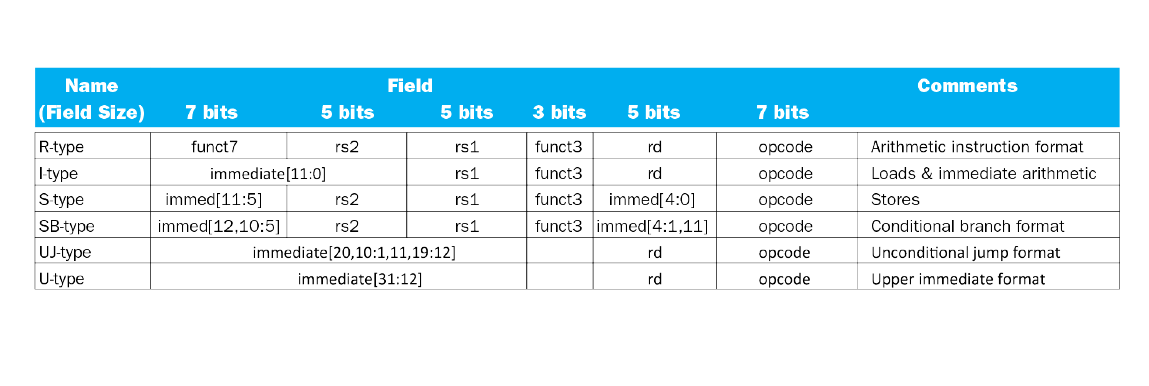 Name Field Comments
(Field Size) 7 bits 5 bits 5 bits 3 bits 5 bits 7 bits
R-type funct7 rs2 rs1 funct3 rd opcode Arithmetic instruction format
I-type immediate[11:0] rs1 funct3 rd opcode Loads & immediate arithmetic
S-type immed[11:5] rs2 rs1 funct3 immed[4:0] opcode Stores
SB-type immed[12,10:5] rs2 rs1 funct3 immed[4:1,11] opcode Conditional branch format
UJ-type immediate[20,10:1,11,19:12] rd opcode Unconditional jump format
U-type immediate[31:12] rd opcode Upper immediate format